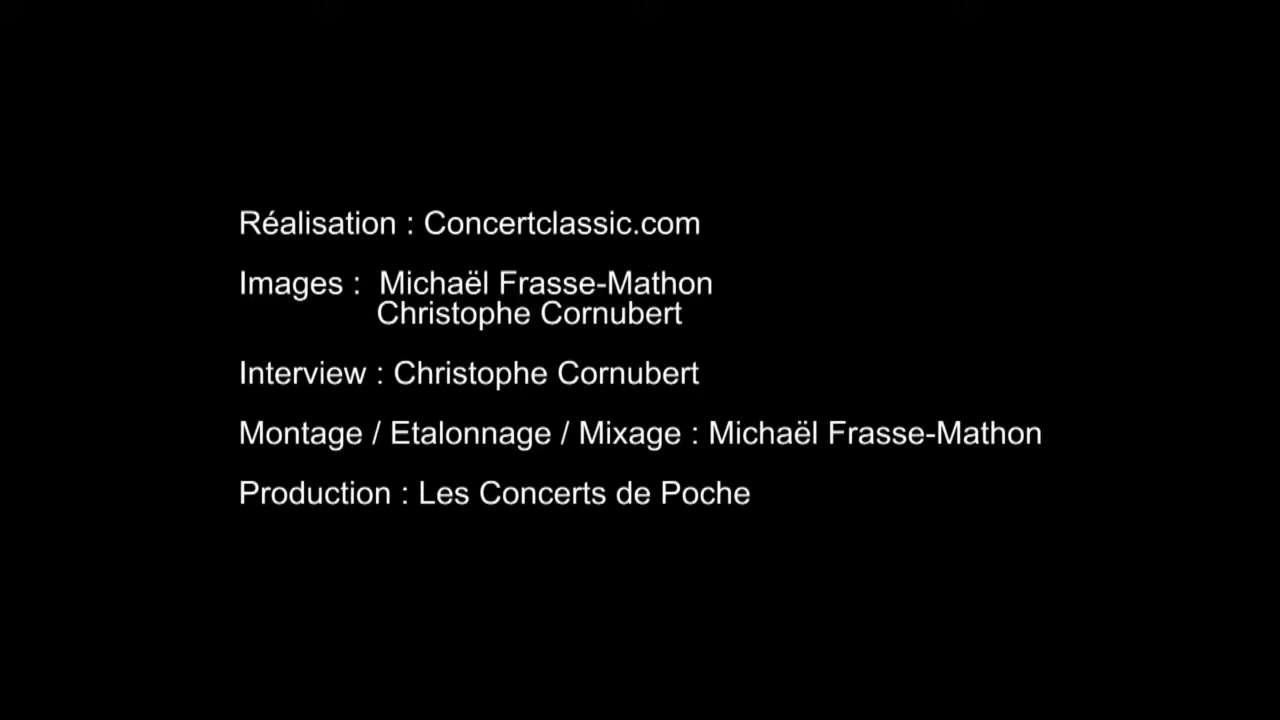 Réalisation : Concertclassic.com
Images : Michaël Frasse-Mathon
Christophe Cornubert
Interview : Christophe Cornubert
Montage / Etalonnage / Mixage : Michaël Frasse-Mathon
Production : Les Concerts de Poche